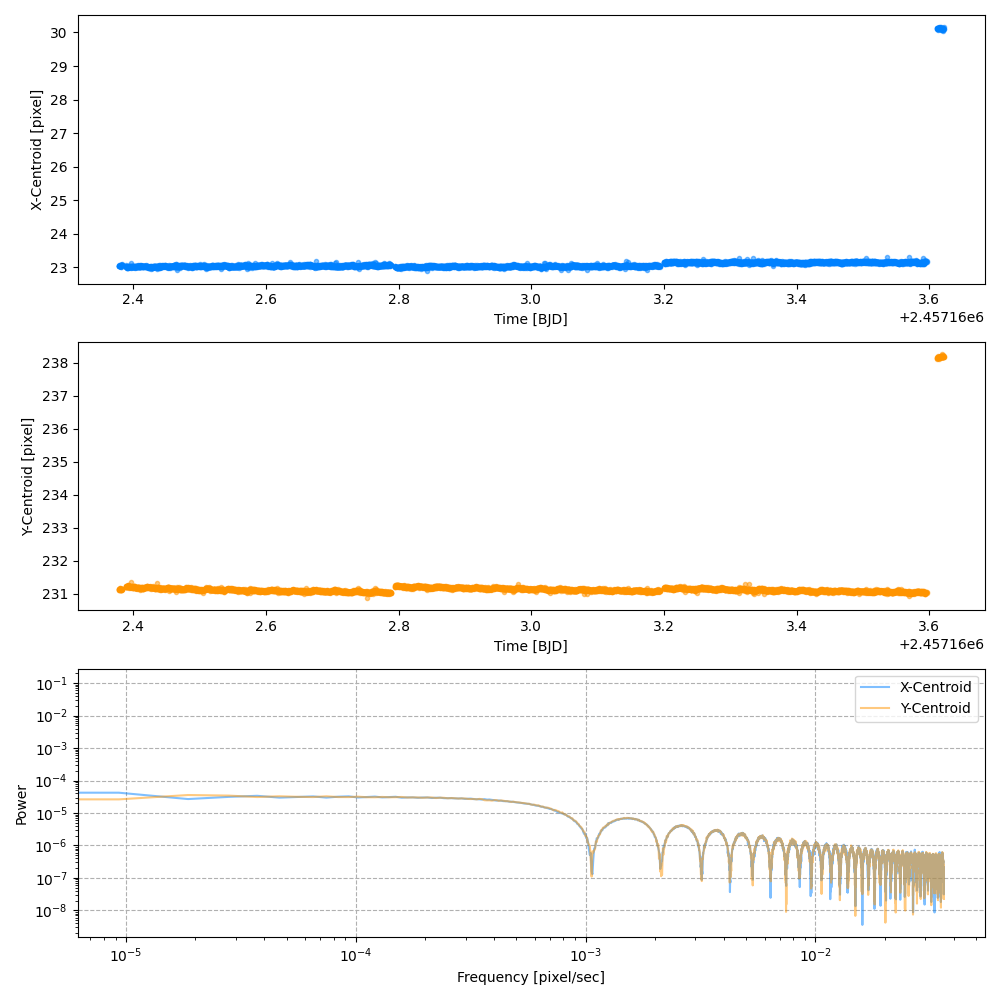 30
29
28
27
26
25
24
23
X-Centroid [pixel]
2.4 2.6 2.8 3.0 3.2 3.4 3.6
Time [BJD]
+2.45716e6
238
237
236
235
234
233
232
231
Y-Centroid [pixel]
2.4 2.6 2.8 3.0 3.2 3.4 3.6
Time [BJD]
+2.45716e6
X-Centroid
Y-Centroid
10⁻¹
10⁻²
10⁻³
10⁻⁴
10⁻⁵
10⁻⁶
10⁻⁷
10⁻⁸
Power
10⁻⁵ 10⁻⁴ 10⁻³ 10⁻²
Frequency [pixel/sec]